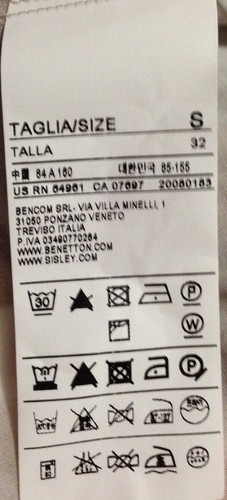 TAGLIA/SIZE S
TALLA 32
中國 84 A 160 대한민국 85-155
US RN 54961 CA 07697 20080183
BENCOM SRL- VIA VILLA MINELLI, 1
31050 PONZANO VENETO
TREVISO ITALIA
P.IVA 03490770264
WWW.BENETTON.COM
WWW.SISLEY.COM
30 P
W
P